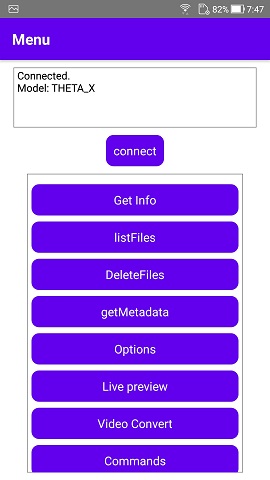 82% 7:47
Menu
Connected.
Model: THETA_X
connect
Get Info
listFiles
DeleteFiles
getMetadata
Options
Live preview
Video Convert
Commands